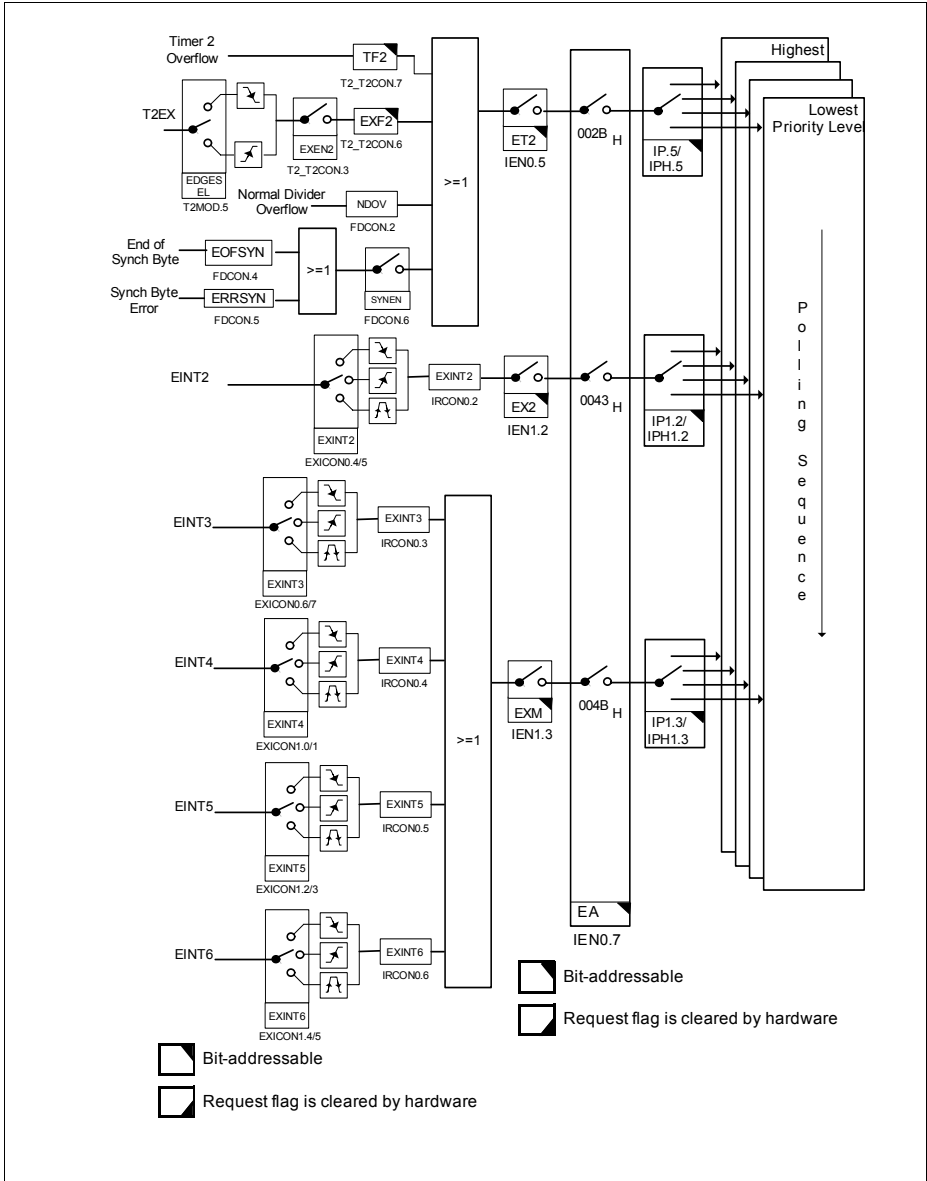 Timer 2
Overflow
TF2
T2_T2CON.7
T2EX
EDGES
EL
T2MOD.5
EXEN2
T2_T2CON.3
EXF2
T2_T2CON.6
Normal Divider
Overflow
NDOV
FDCON.2
End of
Synch Byte
EOFSYN
FDCON.4
Synch Byte
Error
ERRSYN
FDCON.5
>=1
SYNEN
FDCON.6
>=1
ET2
IEN0.5
002B H
IP.5/
IPH.5
Highest
Lowest
Priority Level
EINT2
EXINT2
EXICON0.4/5
EXINT2
IRCON0.2
EX2
IEN1.2
0043 H
IP1.2/
IPH1.2
EINT3
EXINT3
EXICON0.6/7
EXINT3
IRCON0.3
EINT4
EXINT4
EXICON1.0/1
EXINT4
IRCON0.4
EINT5
EXINT5
EXICON1.2/3
EXINT5
IRCON0.5
EINT6
EXINT6
EXICON1.4/5
EXINT6
IRCON0.6
>=1
EXM
IEN1.3
004B H
IP1.3/
IPH1.3
EA
IEN0.7
Polling Sequence
Bit-addressable
Request flag is cleared by hardware
Bit-addressable
Request flag is cleared by hardware